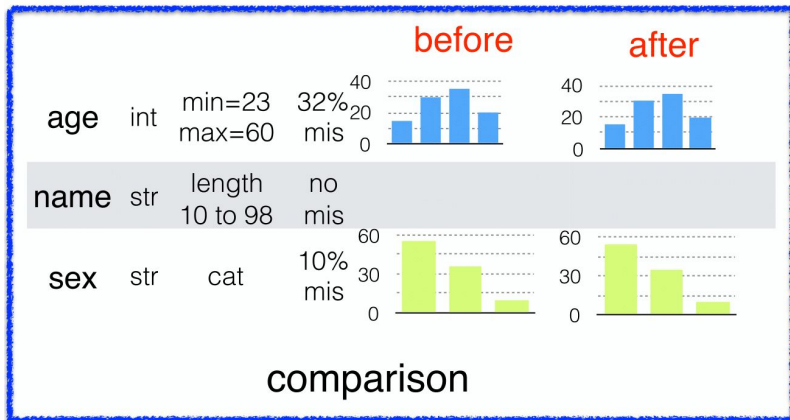 before after
age int min=23 32%
max=60 mis
40
20
0
40
20
0
name str length no
10 to 98 mis
sex str cat 10%
mis
60
30
0
60
30
0
comparison